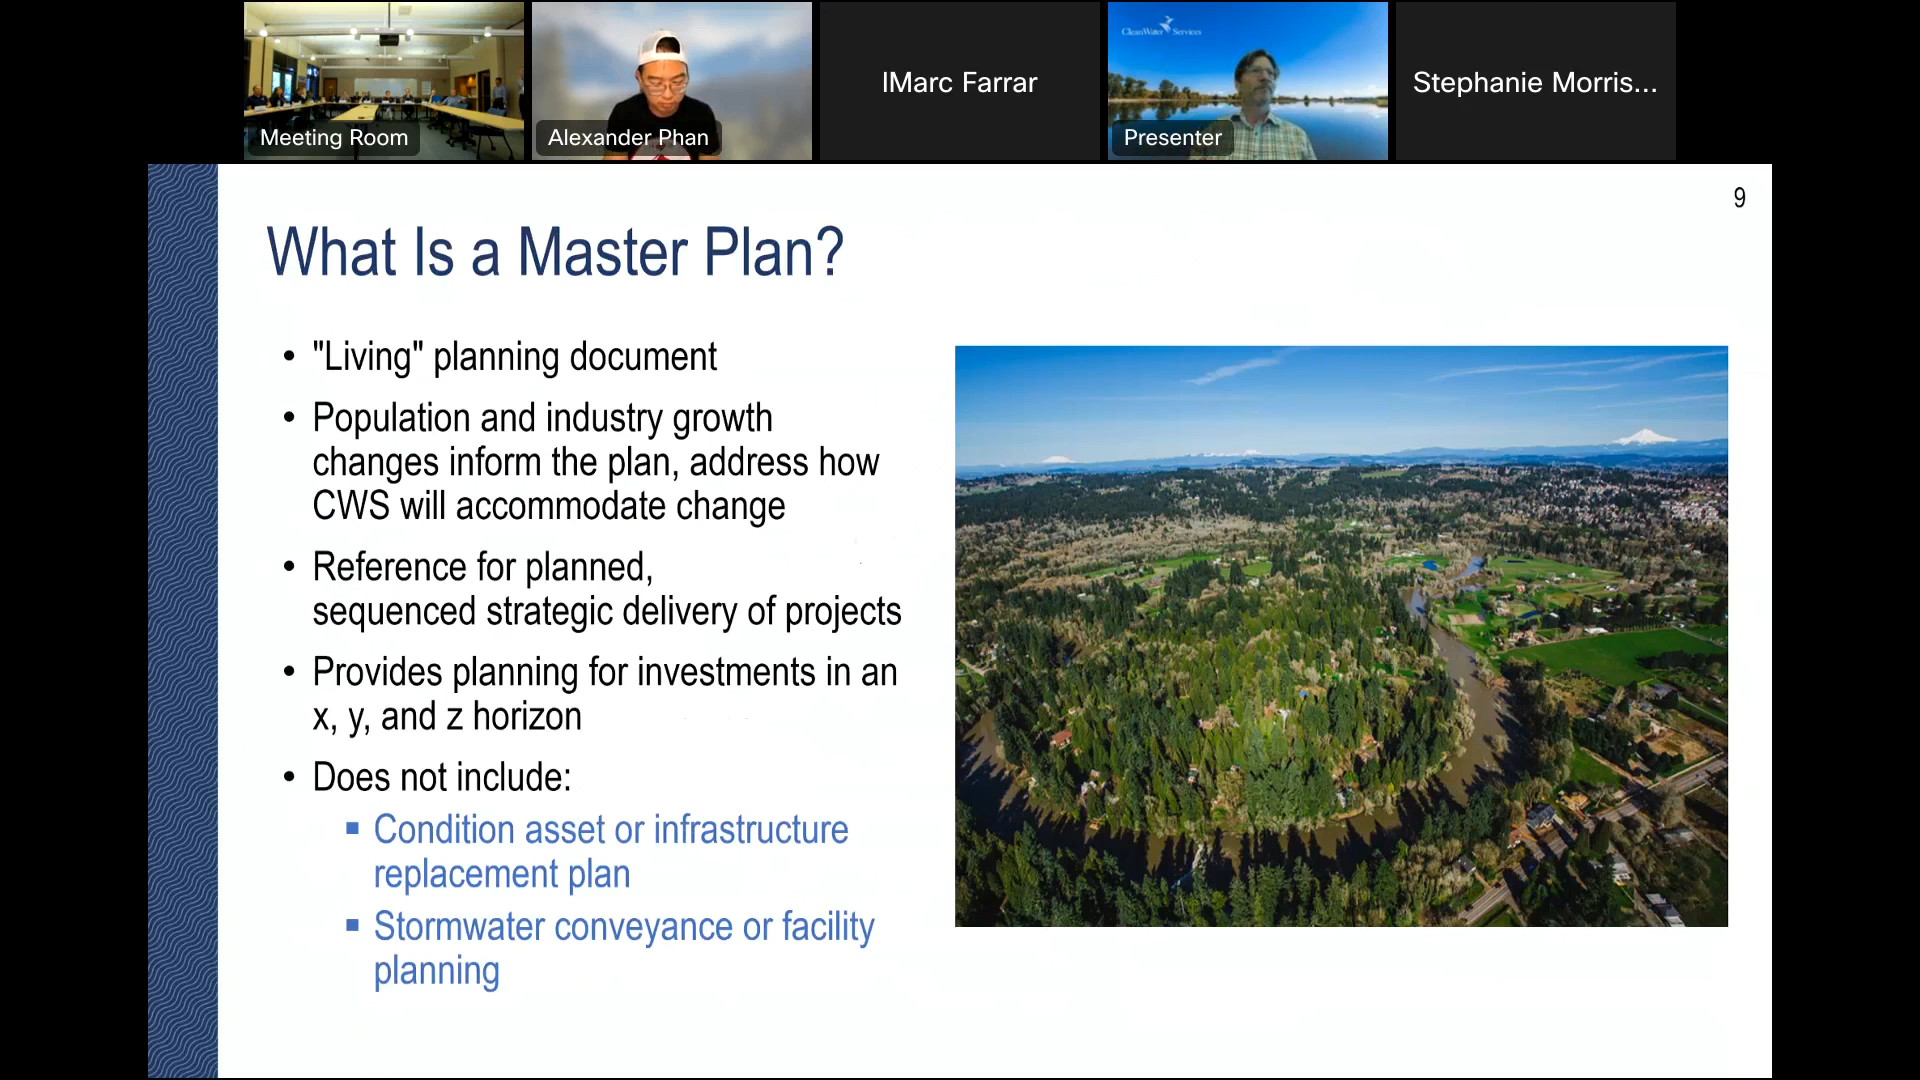 CleanWater Services
Meeting Room
Alexander Phan
IMarc Farrar
Presenter
Stephanie Morris...
9
What Is a Master Plan?
• "Living" planning document
• Population and industry growth
changes inform the plan, address how
CWS will accommodate change
• Reference for planned,
sequenced strategic delivery of projects
• Provides planning for investments in an
x, y, and z horizon
• Does not include:
▪ Condition asset or infrastructure
replacement plan
▪ Stormwater conveyance or facility
planning